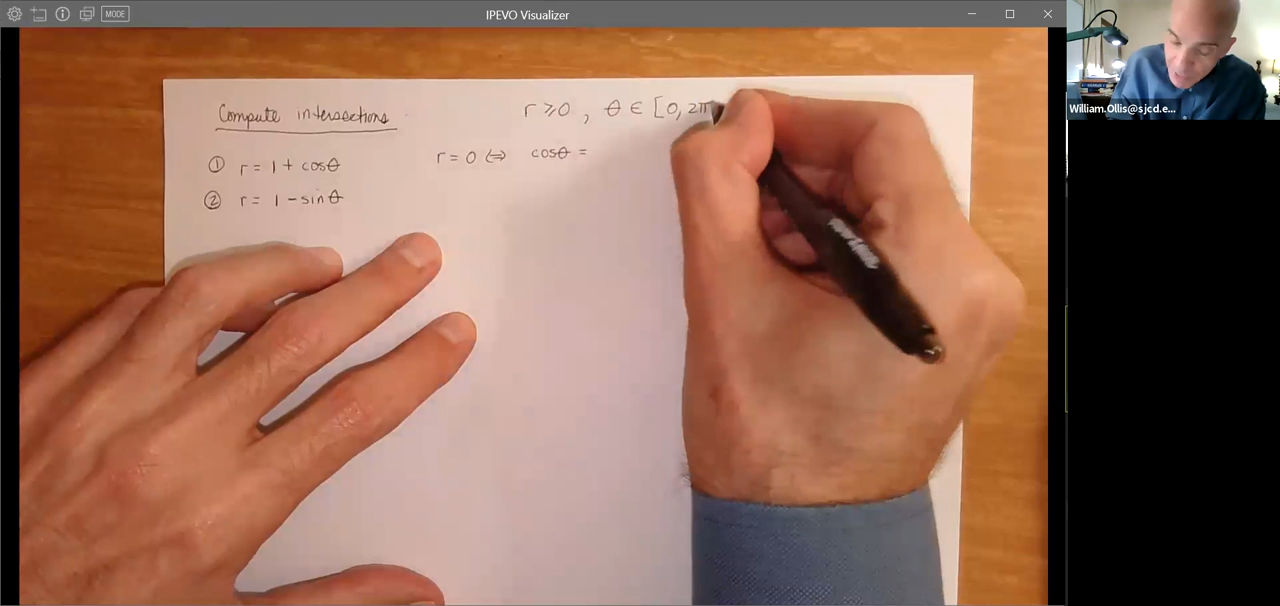 IPEVO Visualizer
MODE
William.Ollis@sjcd.e...
Compute intersections
r ⩾ 0 , θ ∈ [0, 2π
① r = 1 + cosθ
r = 0 ⇔ cosθ =
② r = 1 - sinθ